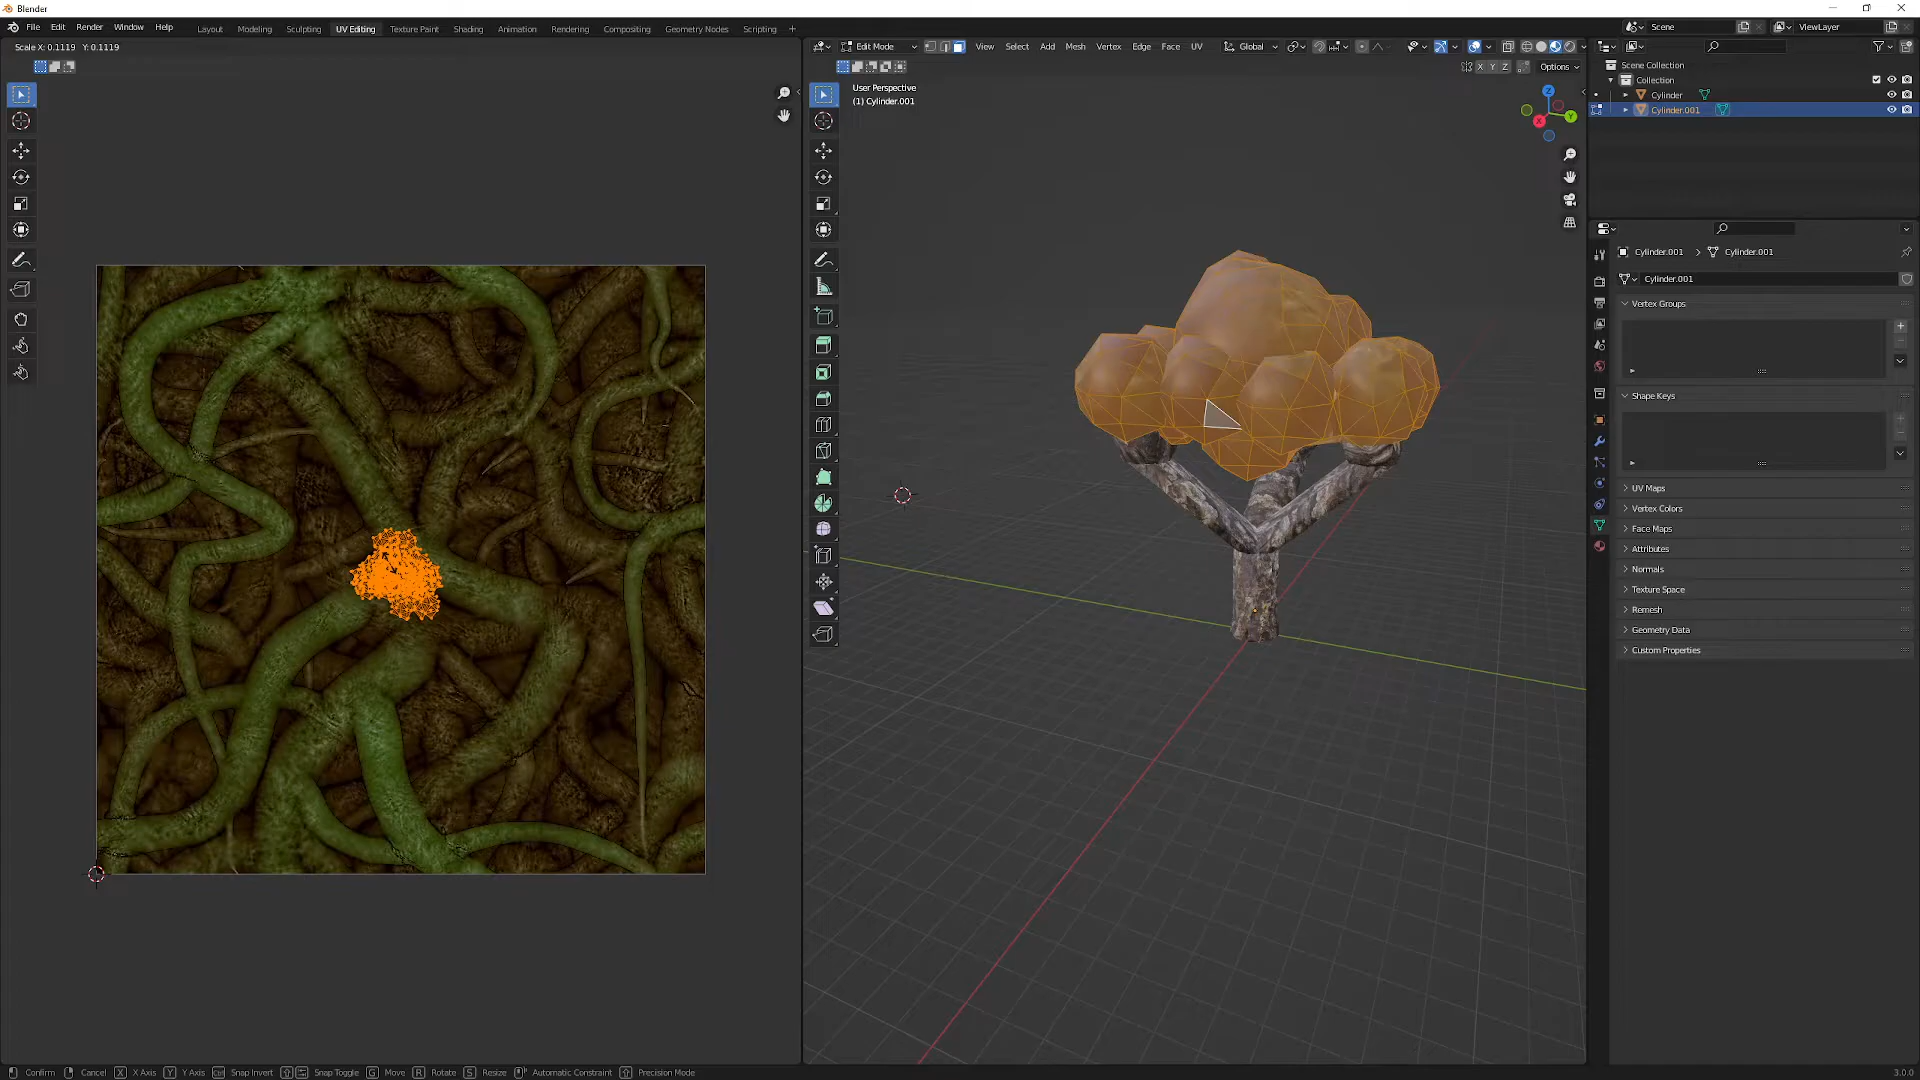 Blender
File Edit Render Window Help Layout Modeling Sculpting UV Editing Texture Paint Shading Animation Rendering Compositing Geometry Nodes Scripting + Scene ViewLayer
Scale X: 0.1119 Y: 0.1119
Edit Mode View Select Add Mesh Vertex Edge Face UV Global
X Y Z Options
User Perspective
(1) Cylinder.001
Z
Y
X
Scene Collection
Collection
Cylinder
Cylinder.001
Cylinder.001 > Cylinder.001
Cylinder.001
Vertex Groups
Shape Keys
UV Maps
Vertex Colors
Face Maps
Attributes
Normals
Texture Space
Remesh
Geometry Data
Custom Properties
Confirm Cancel X X Axis Y Y Axis Ctrl Snap Invert Snap Toggle G Move R Rotate S Resize Automatic Constraint Precision Mode 3.0.0